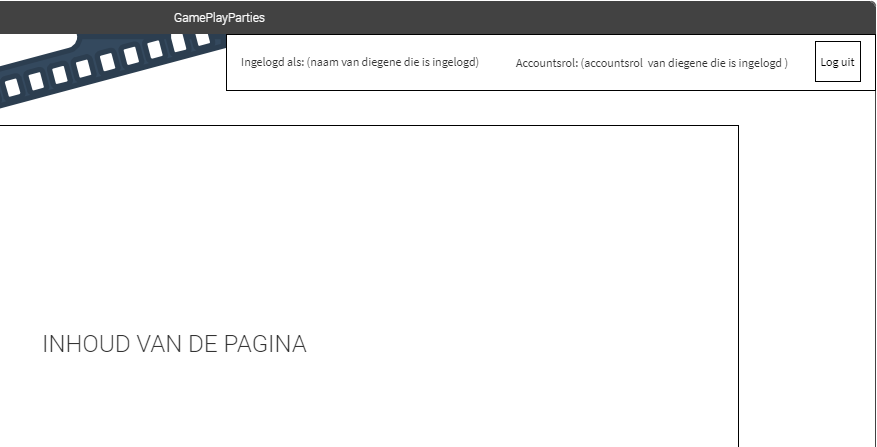 GamePlayParties
Ingelogd als: (naam van diegene die is ingelogd) Accountsrol: (accountsrol van diegene die is ingelogd ) Log uit
INHOUD VAN DE PAGINA